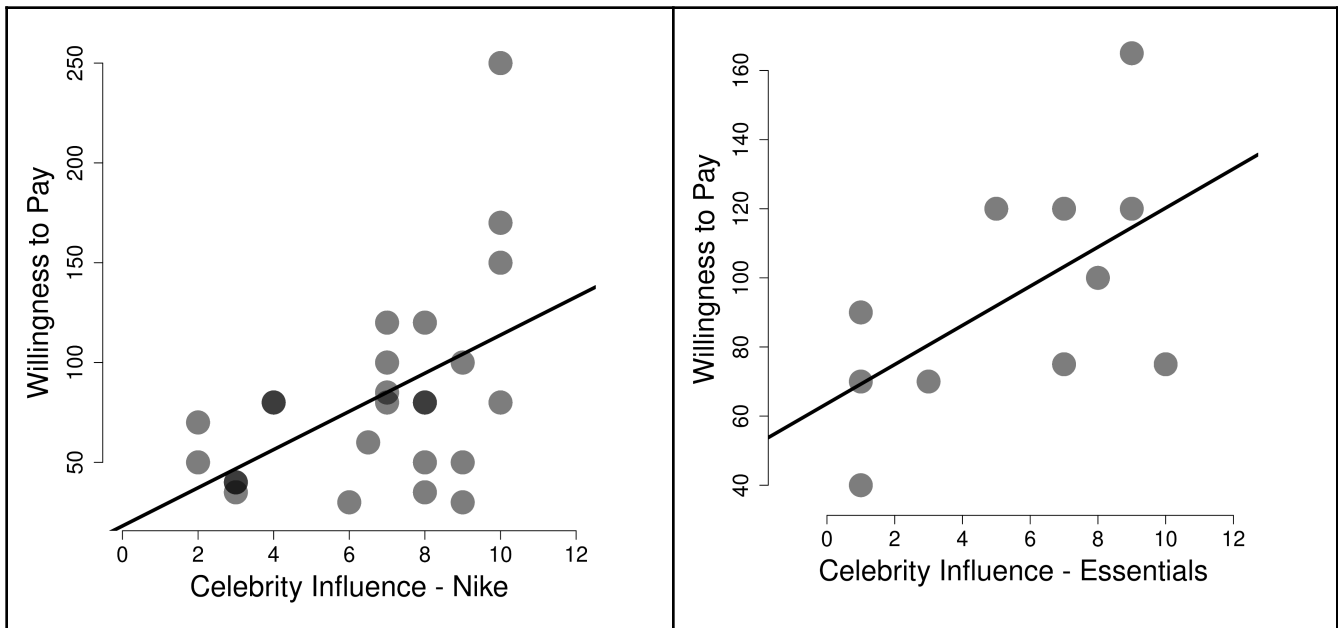 250
200
150
100
50
Willingness to Pay
0 2 4 6 8 10 12
Celebrity Influence - Nike
160
140
120
100
80
60
40
Willingness to Pay
0 2 4 6 8 10 12
Celebrity Influence - Essentials